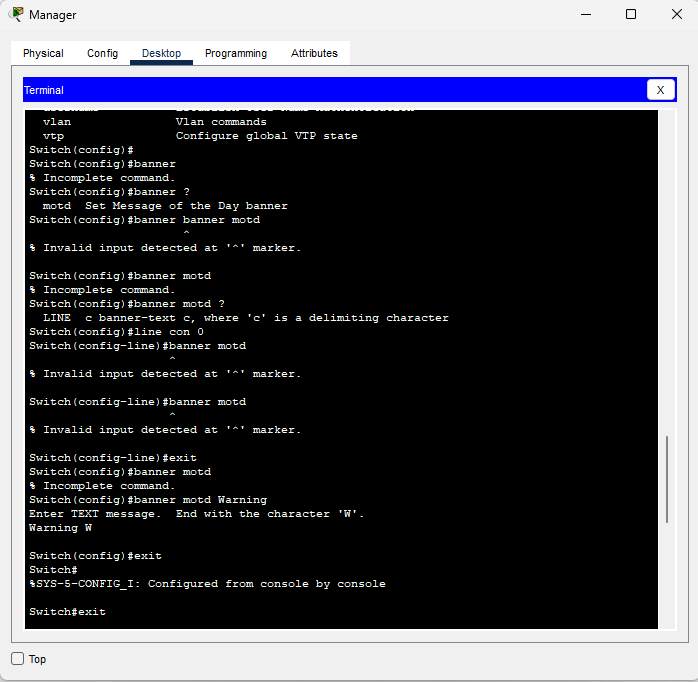 Manager
Physical Config Desktop Programming Attributes
Terminal X
vlan Vlan commands
vtp Configure global VTP state
Switch(config)#
Switch(config)#banner
% Incomplete command.
Switch(config)#banner ?
motd Set Message of the Day banner
Switch(config)#banner banner motd
^
% Invalid input detected at '^' marker.
Switch(config)#banner motd
% Incomplete command.
Switch(config)#banner motd ?
LINE c banner-text c, where 'c' is a delimiting character
Switch(config)#line con 0
Switch(config-line)#banner motd
^
% Invalid input detected at '^' marker.
Switch(config-line)#banner motd
^
% Invalid input detected at '^' marker.
Switch(config-line)#exit
Switch(config)#banner motd
% Incomplete command.
Switch(config)#banner motd Warning
Enter TEXT message. End with the character 'W'.
Warning W
Switch(config)#exit
Switch#
%SYS-5-CONFIG_I: Configured from console by console
Switch#exit
Top